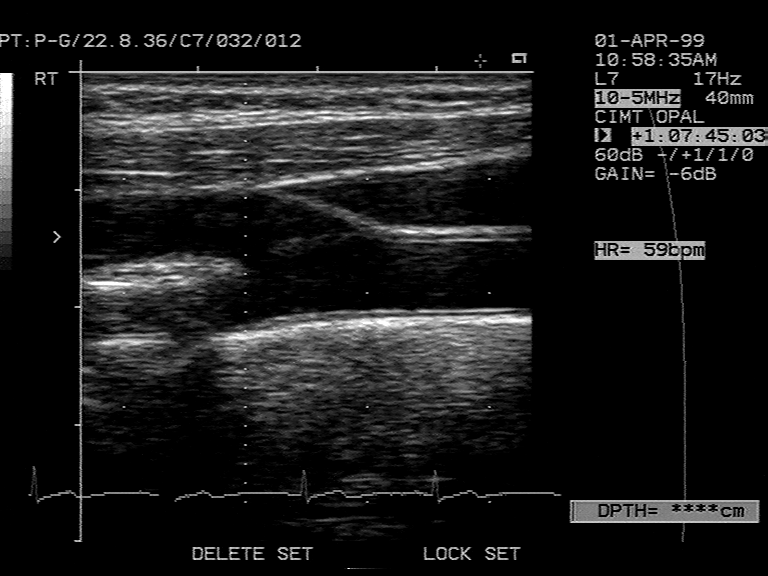 PT:P-G/22.8.36/C7/032/012
RT
01-APR-99
10:58:35AM
L7 17Hz
10-5MHz 40mm
CIMT OPAL
+1:07:45:03
60dB -/+1/1/0
GAIN= -6dB
HR= 59bpm
DPTH= ****cm
DELETE SET LOCK SET